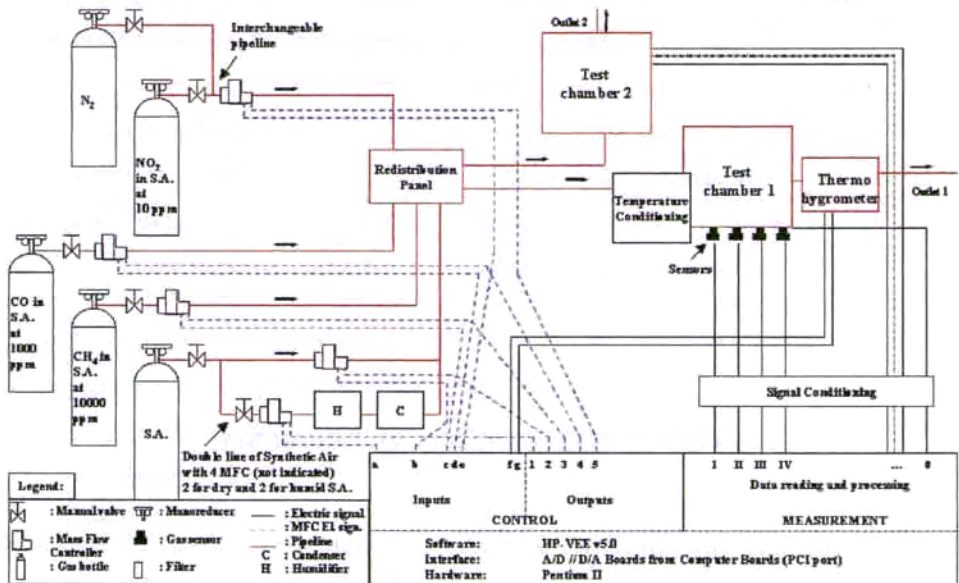 Outlet 2
Interchangeable
pipeline
N2
Test
chamber 2
NO2
in S.A.
at
10 ppm
Redistribution
Panel
Test
chamber 1
Thermo
hygrometer
Outlet 1
Temperature
Conditioning
Sensors
CO in
S.A.
at
1000
ppm
CH4 in
S.A.
at
10000
ppm
S.A.
H
C
Signal Conditioning
Double line of Synthetic Air
with 4 MFC (not indicated)
2 for dry and 2 for humid S.A.
a b c d e f g 1 2 3 4 5
I II III IV ... 0
Inputs Outputs
Data reading and processing
CONTROL MEASUREMENT
Legend:
: Manual valve
: Manoreducer
: Electric signal
: MFC El sign.
: Mass Flow
Controller
: Gas sensor
: Pipeline
C : Condenser
: Gas bottle
: Filter
H : Humidifier
Software: HP-VEE v5.0
Interface: A/D // D/A Boards from Computer Boards (PCI port)
Hardware: Pentium II